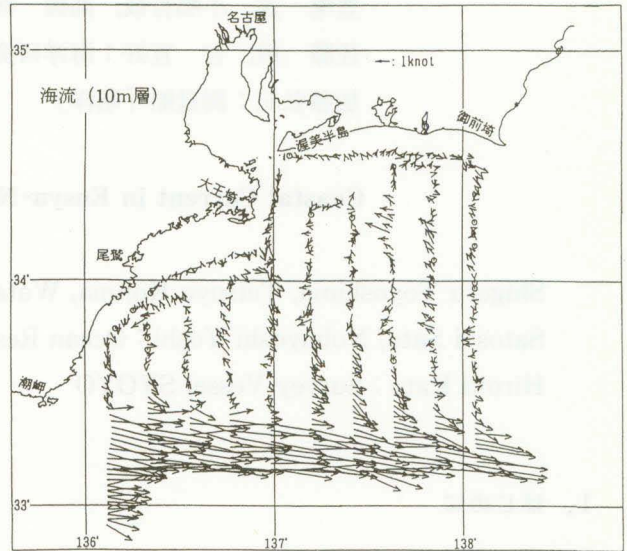 名古屋
35°
←: 1knot
海流 (10m層)
御前埼
渥美半島
大王埼
尾鷲
34°
潮岬
33°
136°
137°
138°